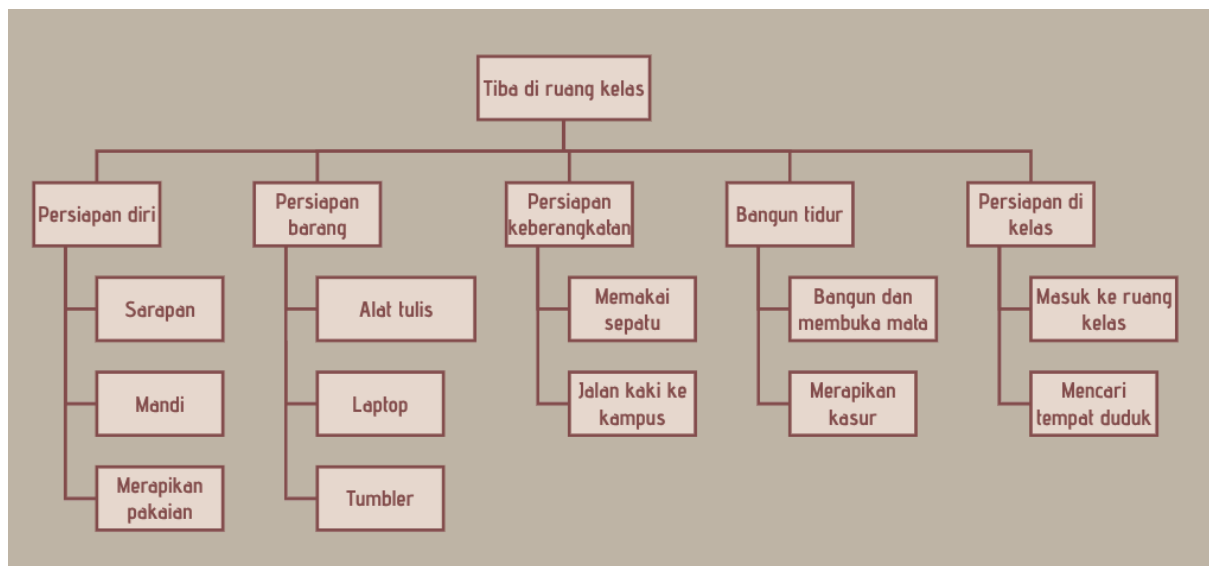 Tiba di ruang kelas
Persiapan diri
Sarapan
Mandi
Merapikan
pakaian
Persiapan
barang
Alat tulis
Laptop
Tumbler
Persiapan
keberangkatan
Memakai
sepatu
Jalan kaki ke
kampus
Bangun tidur
Bangun dan
membuka mata
Merapikan
kasur
Persiapan di
kelas
Masuk ke ruang
kelas
Mencari
tempat duduk